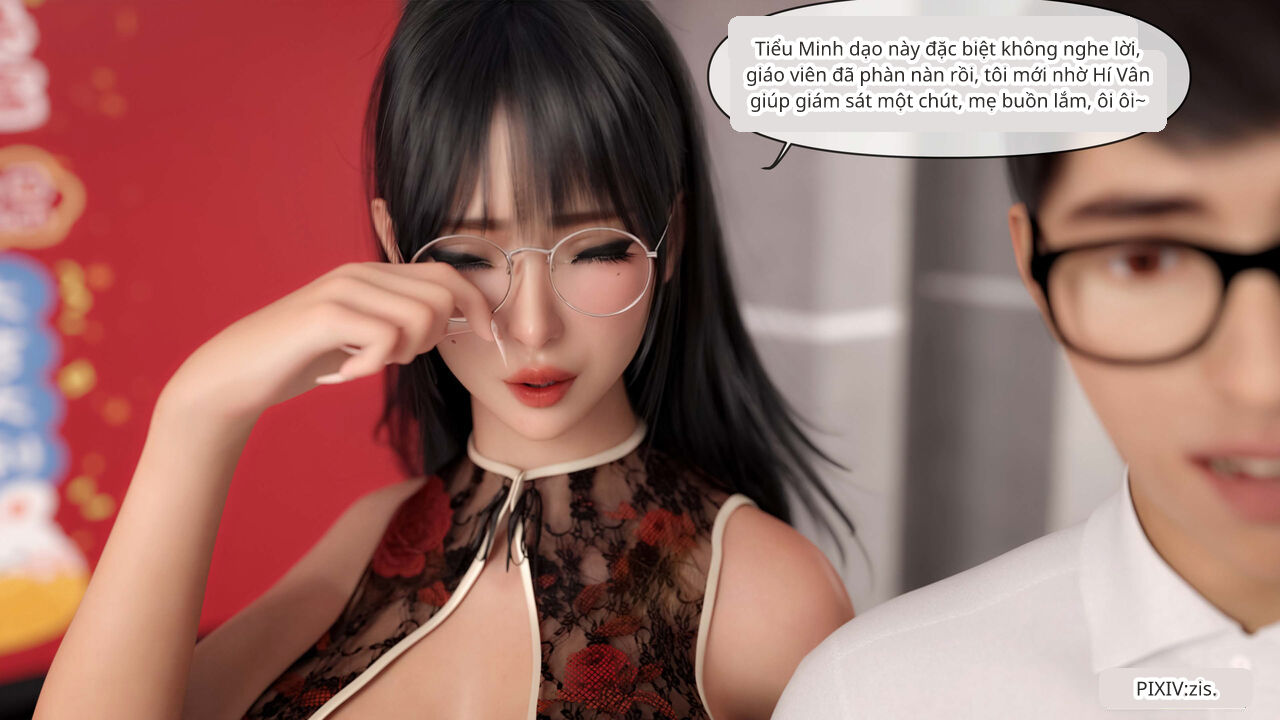 Tiểu Minh dạo này đặc biệt không nghe lời,
giáo viên đã phàn nàn rồi, tôi mới nhờ Hí Vân
giúp giám sát một chút, mẹ buồn lắm, ôi ôi~
PIXIV:zis.